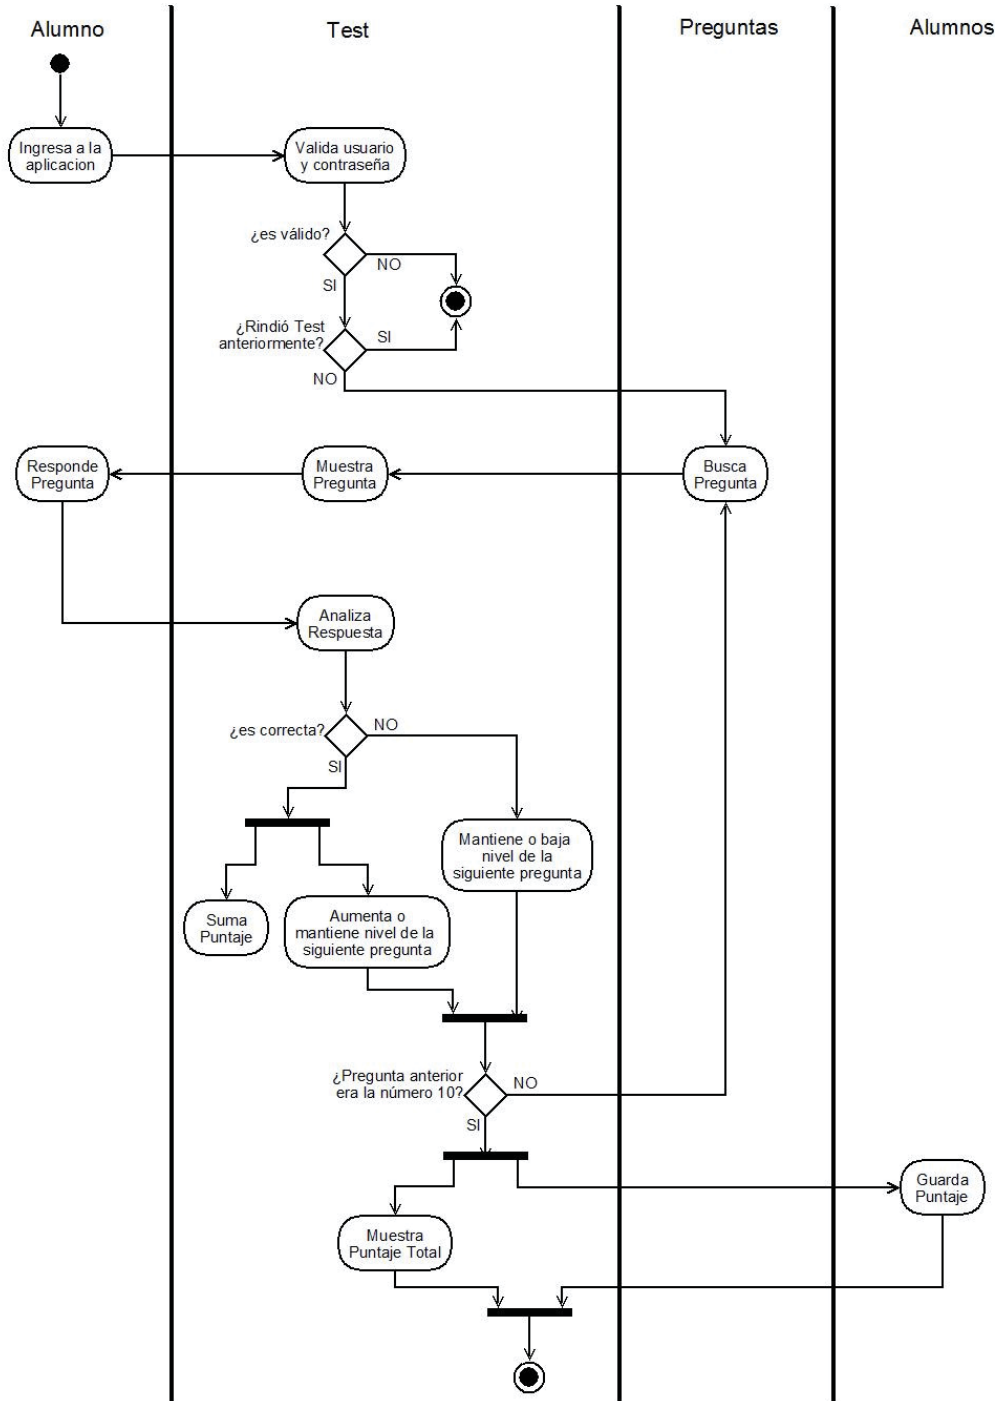 Alumno
Test
Preguntas
Alumnos
Ingresa a la
aplicacion
Valida usuario
y contraseña
¿es válido?
NO
SI
¿Rindió Test
anteriormente?
SI
NO
Responde
Pregunta
Muestra
Pregunta
Busca
Pregunta
Analiza
Respuesta
¿es correcta?
NO
SI
Mantiene o baja
nivel de la
siguiente pregunta
Suma
Puntaje
Aumenta o
mantiene nivel de la
siguiente pregunta
¿Pregunta anterior
era la número 10?
NO
SI
Guarda
Puntaje
Muestra
Puntaje Total